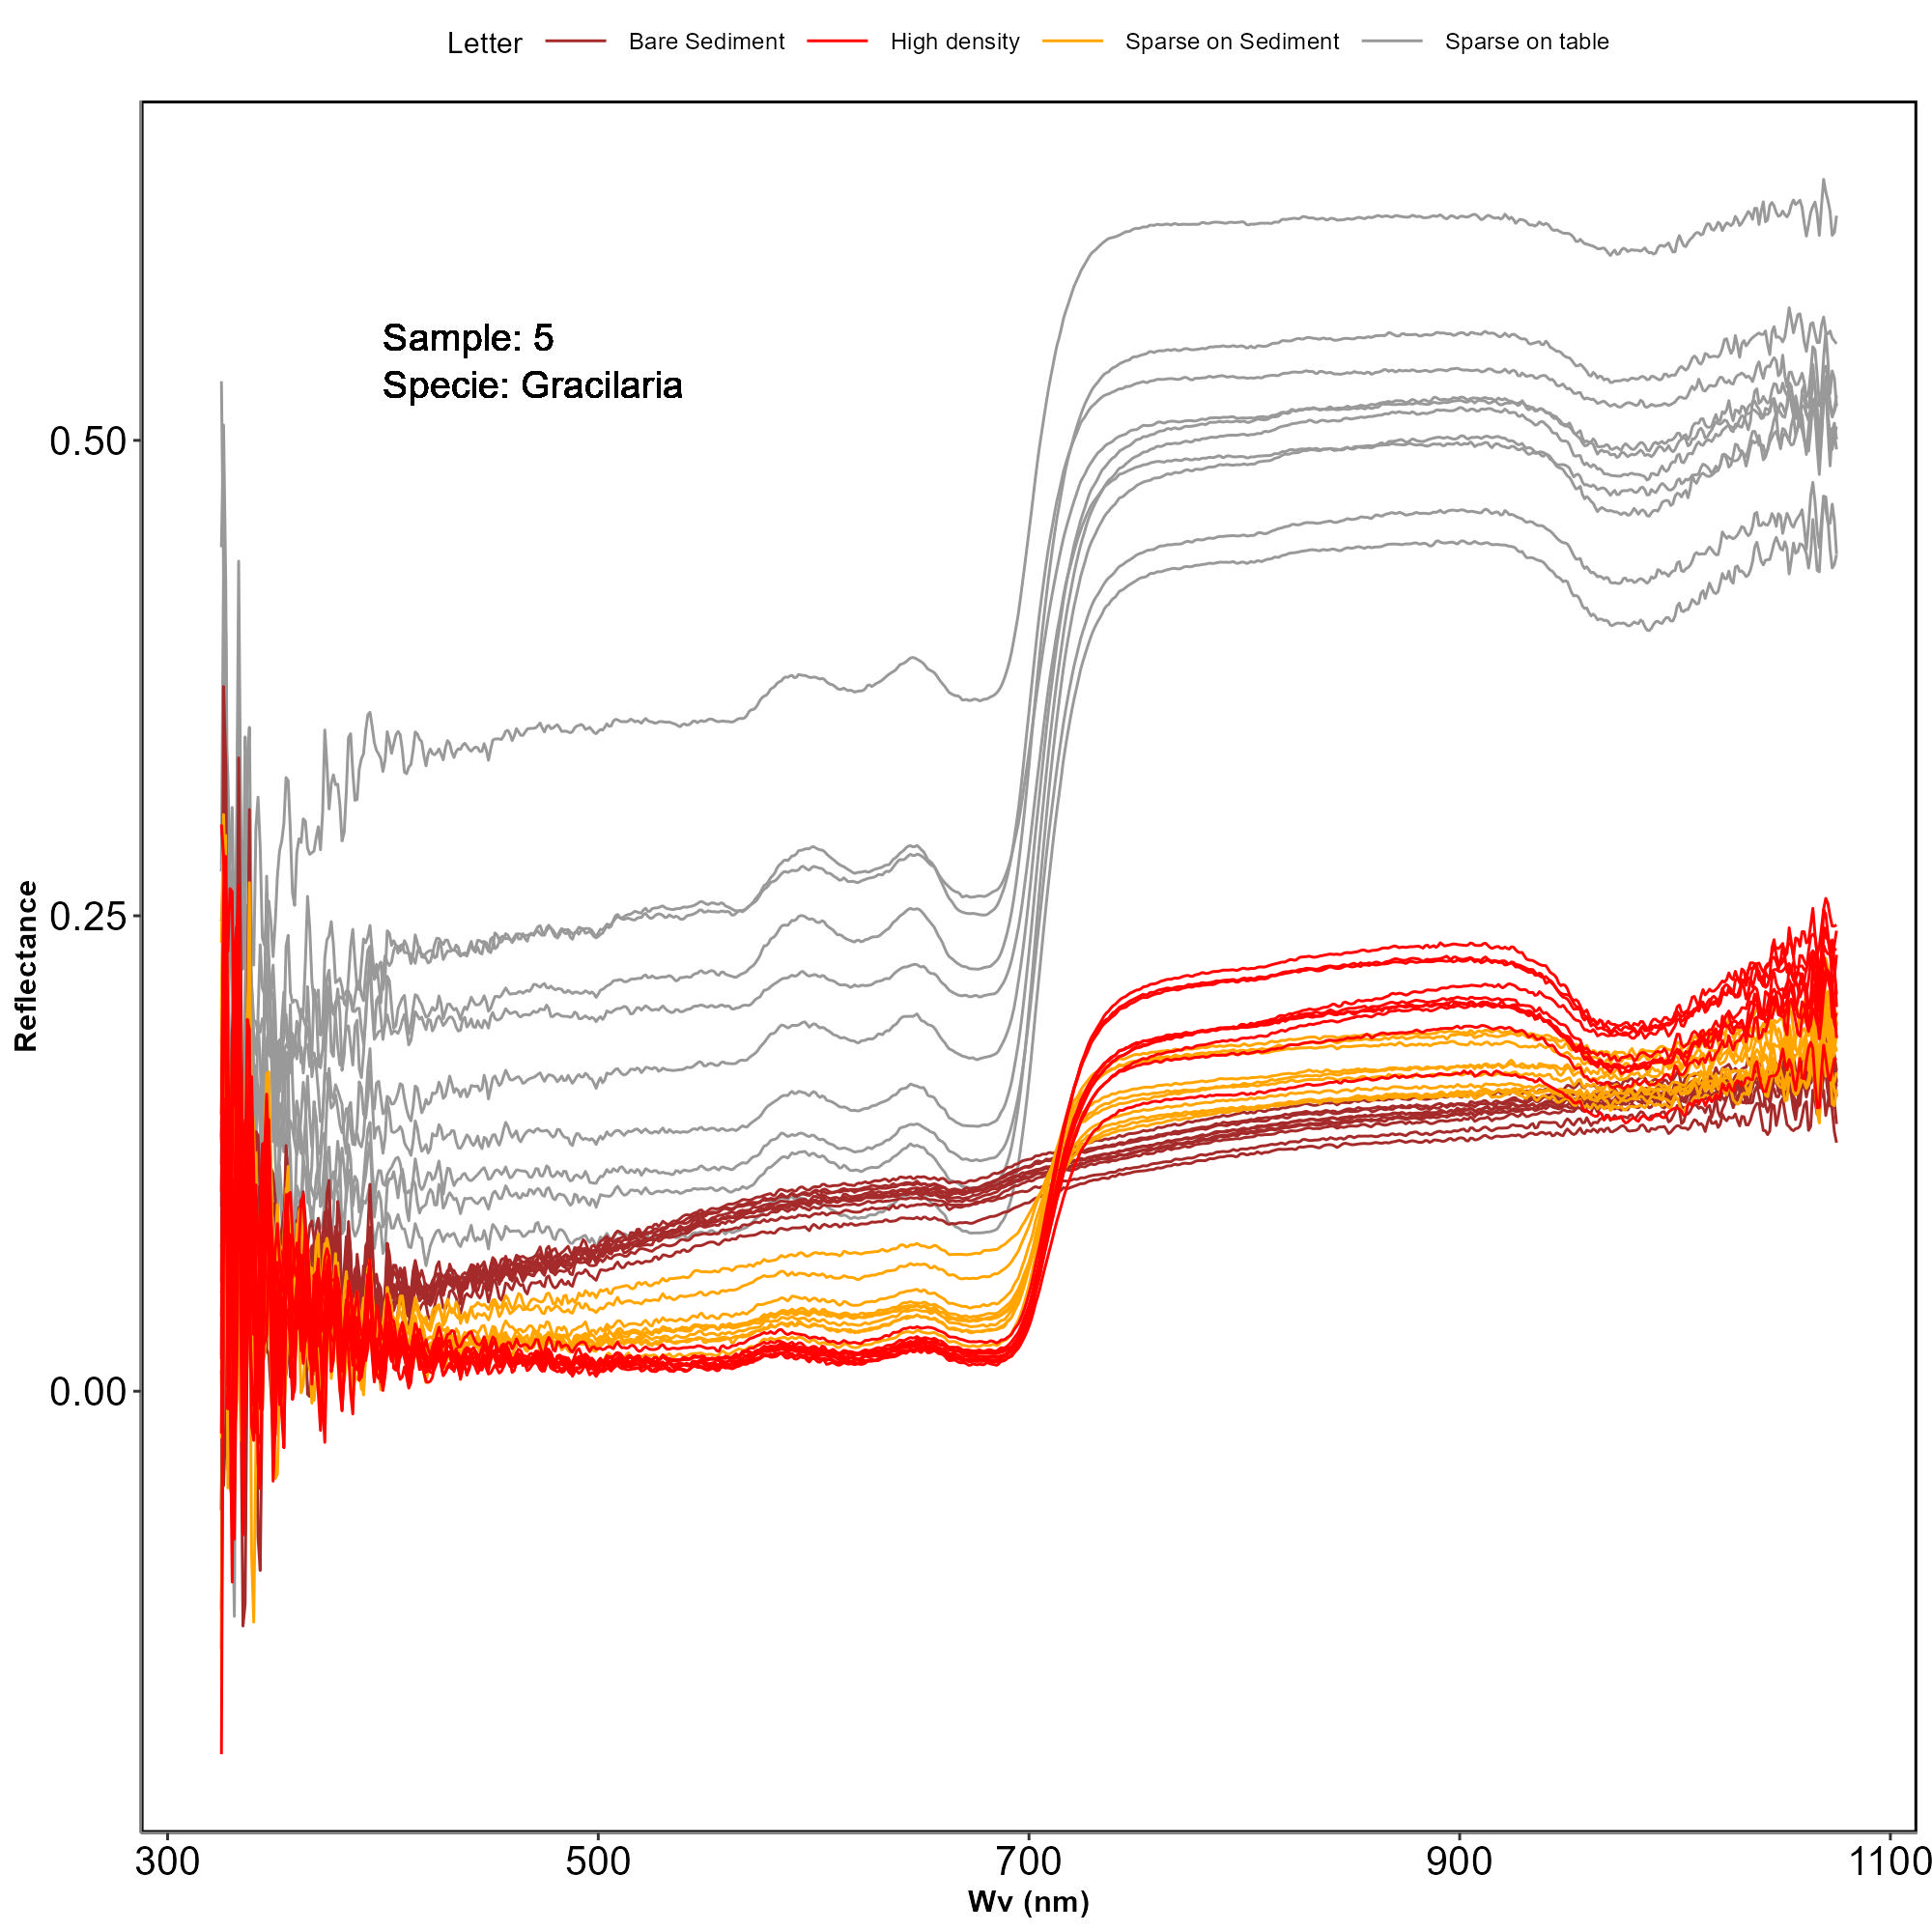 Letter Bare Sediment High density Sparse on Sediment Sparse on table
Sample: 5
Specie: Gracilaria
0.50
0.25
0.00
Reflectance
300 500 700 900 1100
Wv (nm)